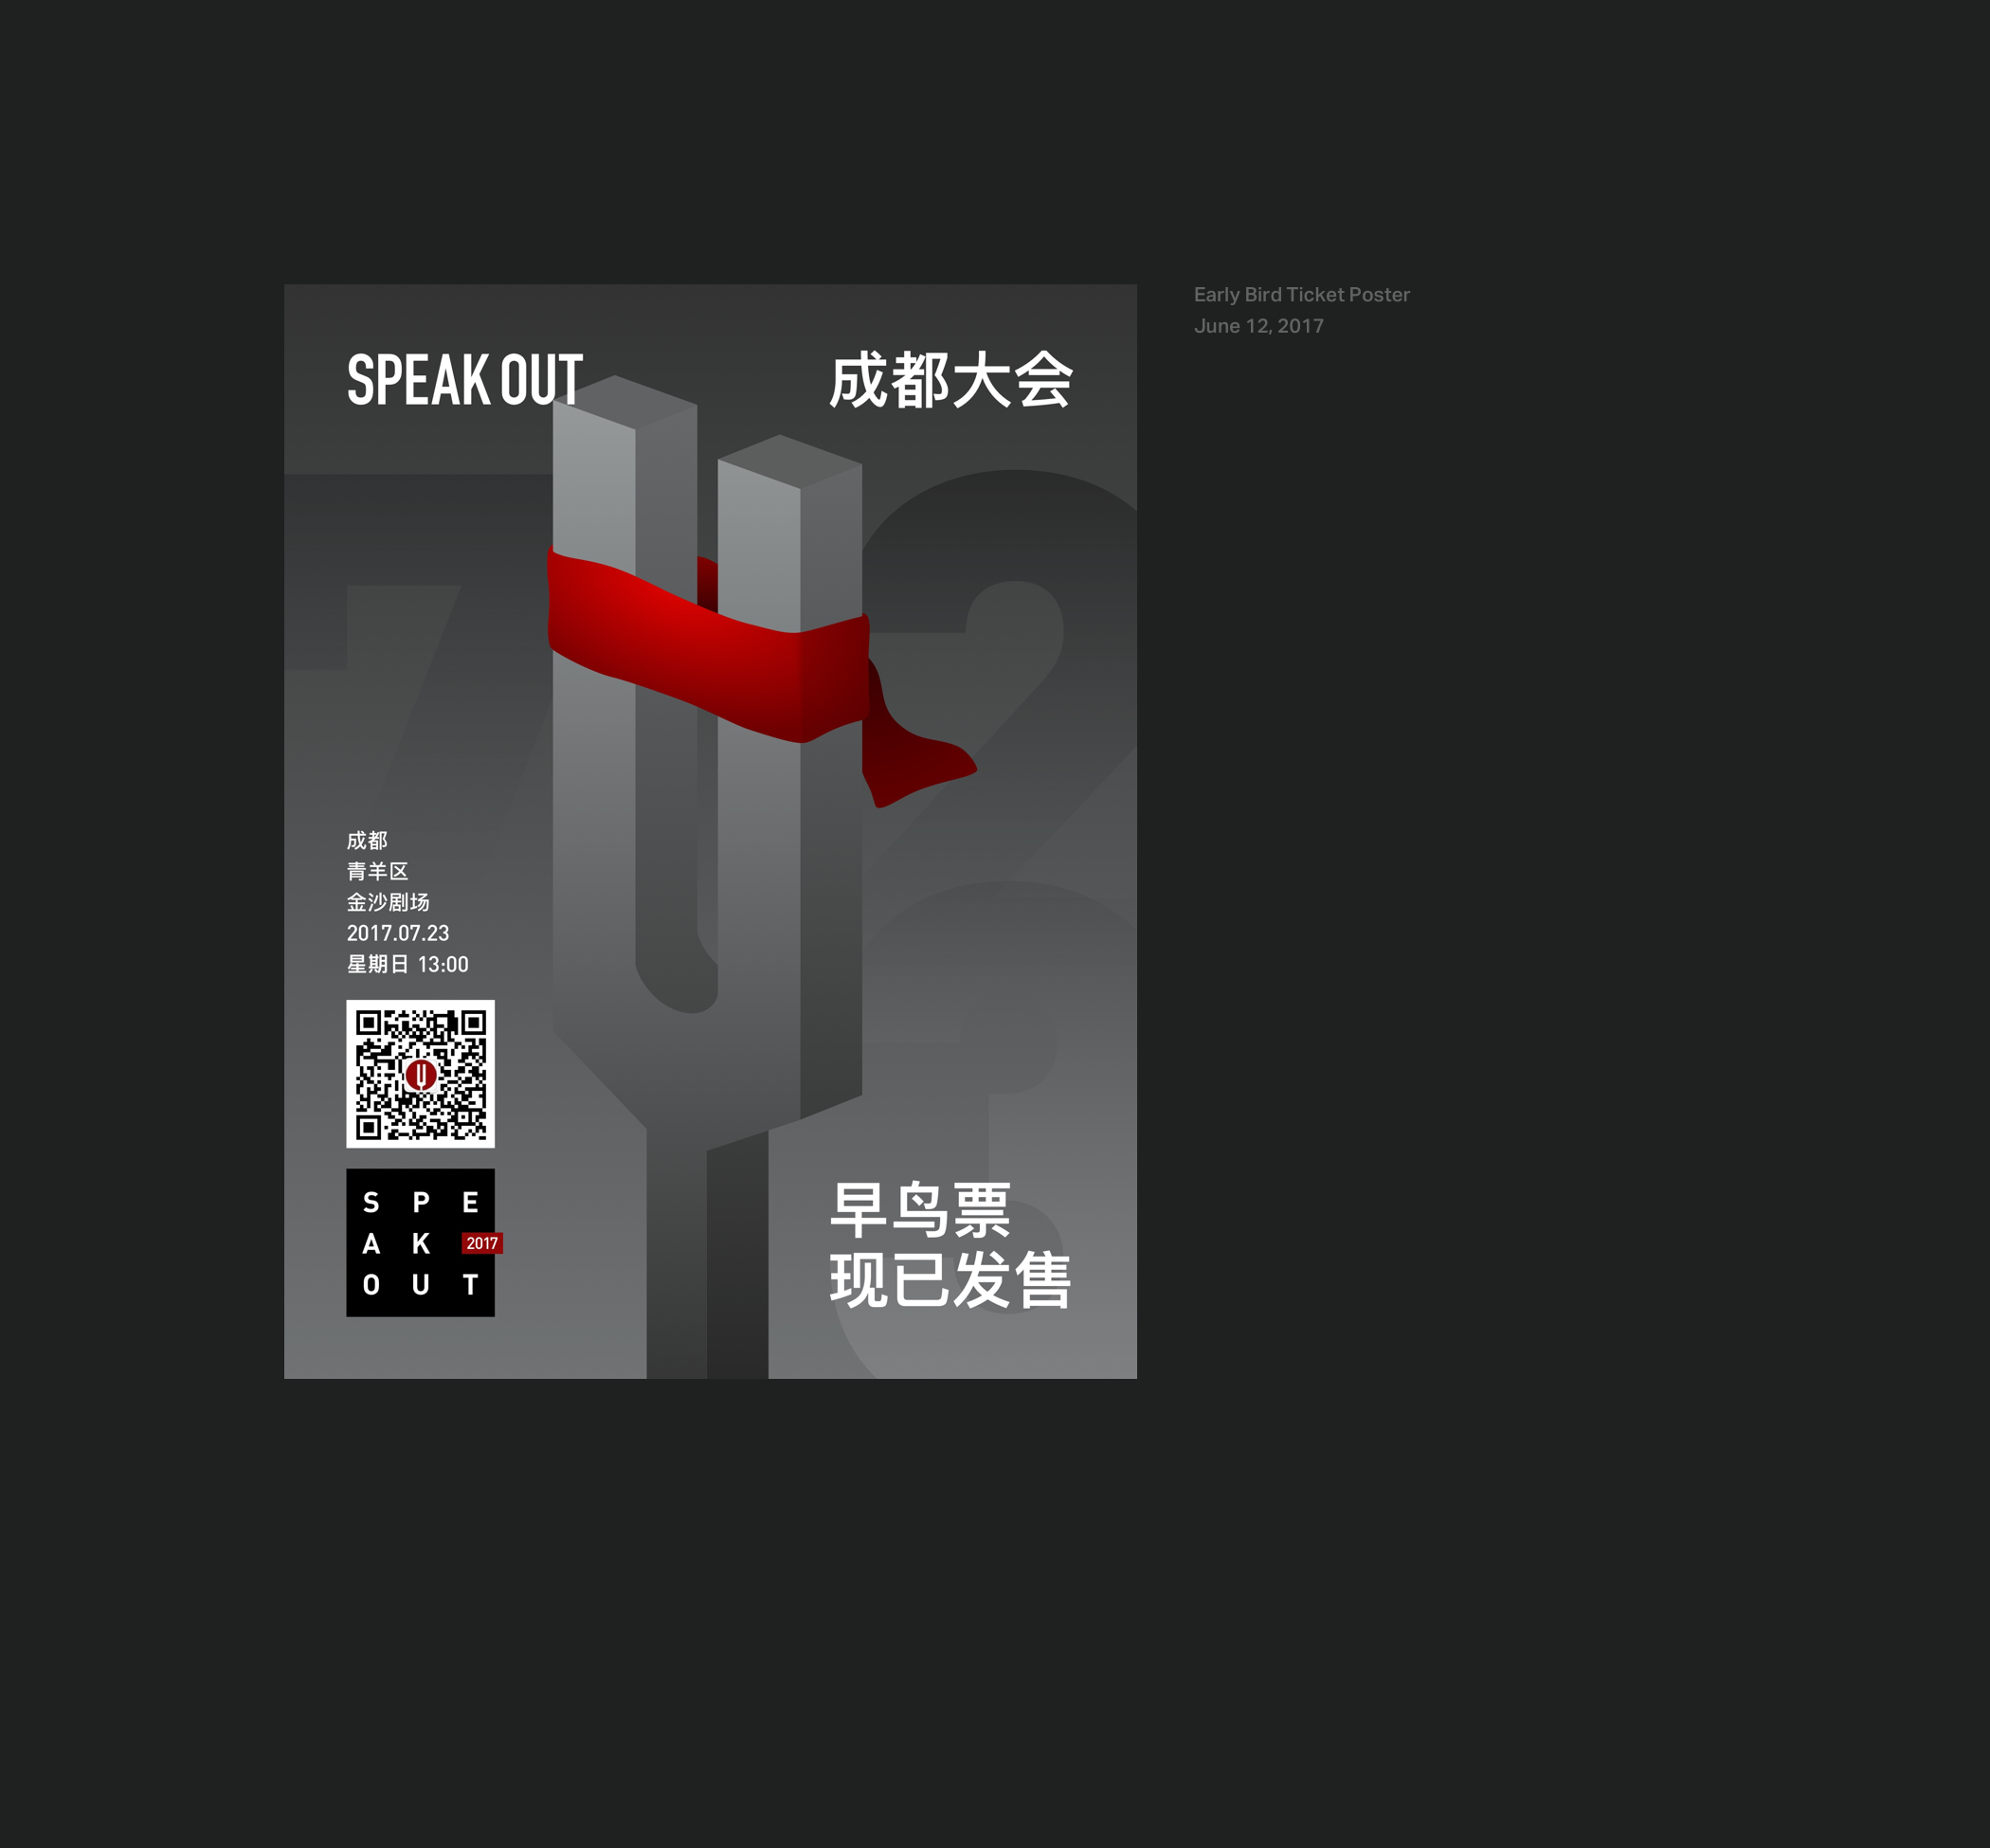 SPEAK OUT
成都大会
成都
青羊区
金沙剧场
2017.07.23
星期日 13:00
S P E
A K 2017
O U T
早鸟票
现已发售
Early Bird Ticket Poster
June 12, 2017
723